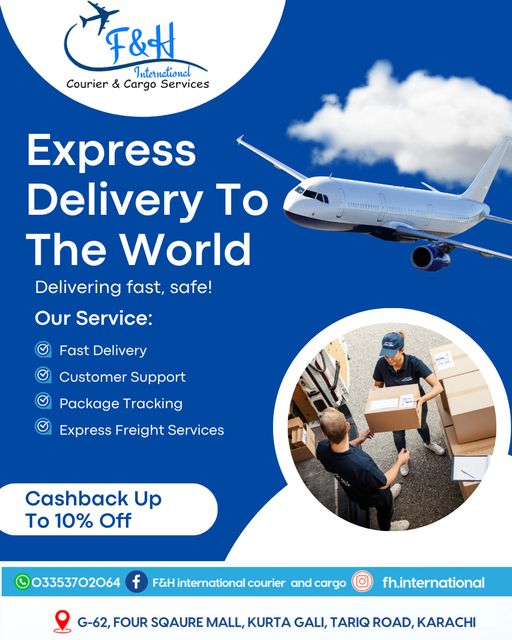 F&H
International
Courier & Cargo Services
Express
Delivery To
The World
Delivering fast, safe!
Our Service:
Fast Delivery
Customer Support
Package Tracking
Express Freight Services
Cashback Up
To 10% Off
03353702064 F&H international courier and cargo fh.international
G-62, FOUR SQAURE MALL, KURTA GALI, TARIQ ROAD, KARACHI